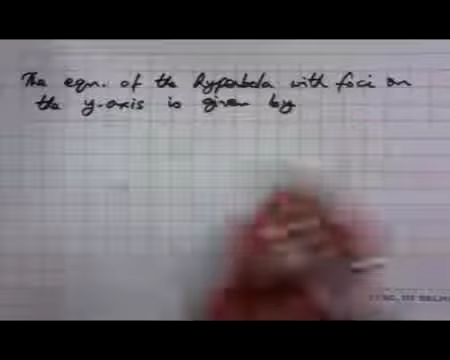 The eqn. of the hyperbola with foci on
the y-axis is given by